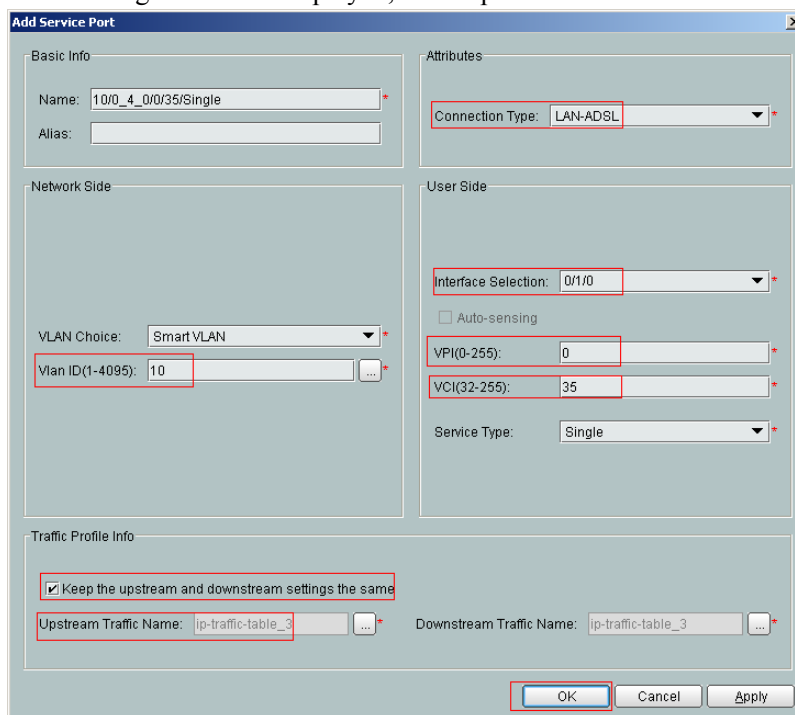 Add Service Port
Basic Info
Name: 10/0_4_0/0/35/Single *
Alias:
Attributes
Connection Type: LAN-ADSL *
Network Side
VLAN Choice: Smart VLAN *
Vlan ID(1-4095): 10 ... *
User Side
Interface Selection: 0/1/0 *
Auto-sensing
VPI(0-255): 0 *
VCI(32-255): 35 *
Service Type: Single *
Traffic Profile Info
Keep the upstream and downstream settings the same
Upstream Traffic Name: ip-traffic-table_3 ... * Downstream Traffic Name: ip-traffic-table_3 ... *
OK Cancel Apply